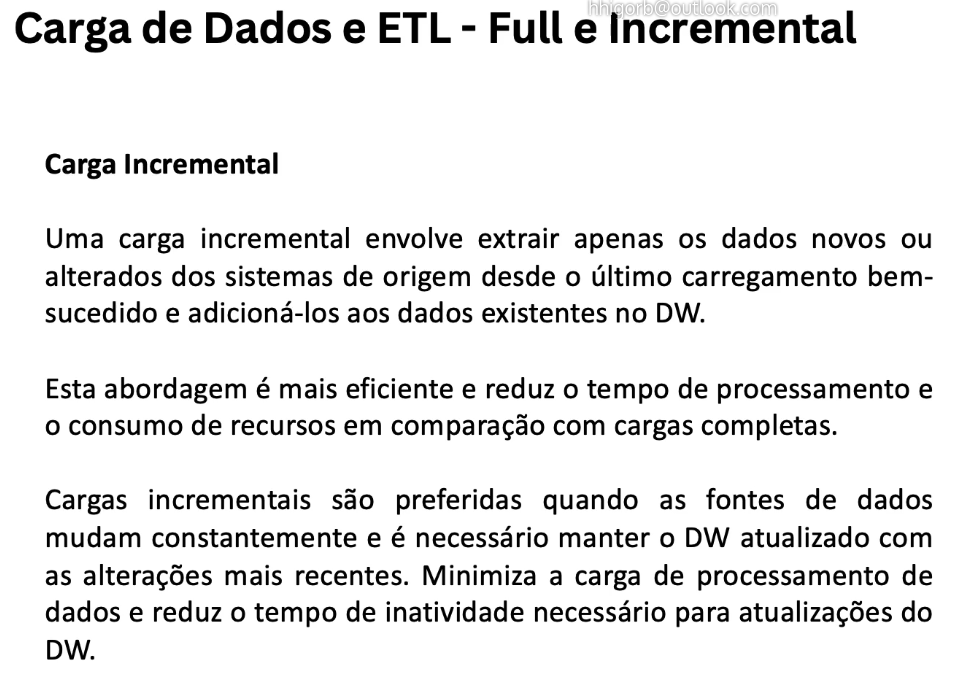 hhigorb@outlook.com
Carga de Dados e ETL - Full e Incremental
Carga Incremental
Uma carga incremental envolve extrair apenas os dados novos ou
alterados dos sistemas de origem desde o último carregamento bem-
sucedido e adicioná-los aos dados existentes no DW.
Esta abordagem é mais eficiente e reduz o tempo de processamento e
o consumo de recursos em comparação com cargas completas.
Cargas incrementais são preferidas quando as fontes de dados
mudam constantemente e é necessário manter o DW atualizado com
as alterações mais recentes. Minimiza a carga de processamento de
dados e reduz o tempo de inatividade necessário para atualizações do
DW.